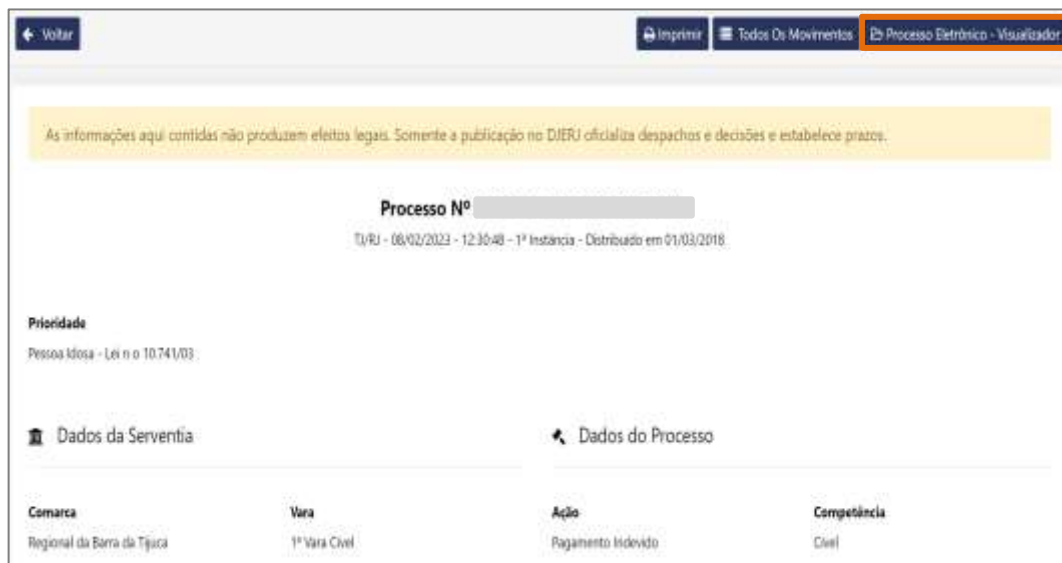 Voltar
Imprimir Todos Os Movimentos Processo Eletrônico - Visualizador
As informações aqui contidas não produzem efeitos legais. Somente a publicação no DJERJ oficializa despachos e decisões e estabelece prazos.
Processo Nº
TJ/RJ - 08/02/2023 - 12:30:48 - 1ª Instância - Distribuído em 01/03/2018
Prioridade
Pessoa Idosa - Lei n o 10.741/03
Dados da Serventia
Dados do Processo
Comarca Vara Ação Competência
Regional da Barra da Tijuca 1ª Vara Cível Pagamento Indevido Cível